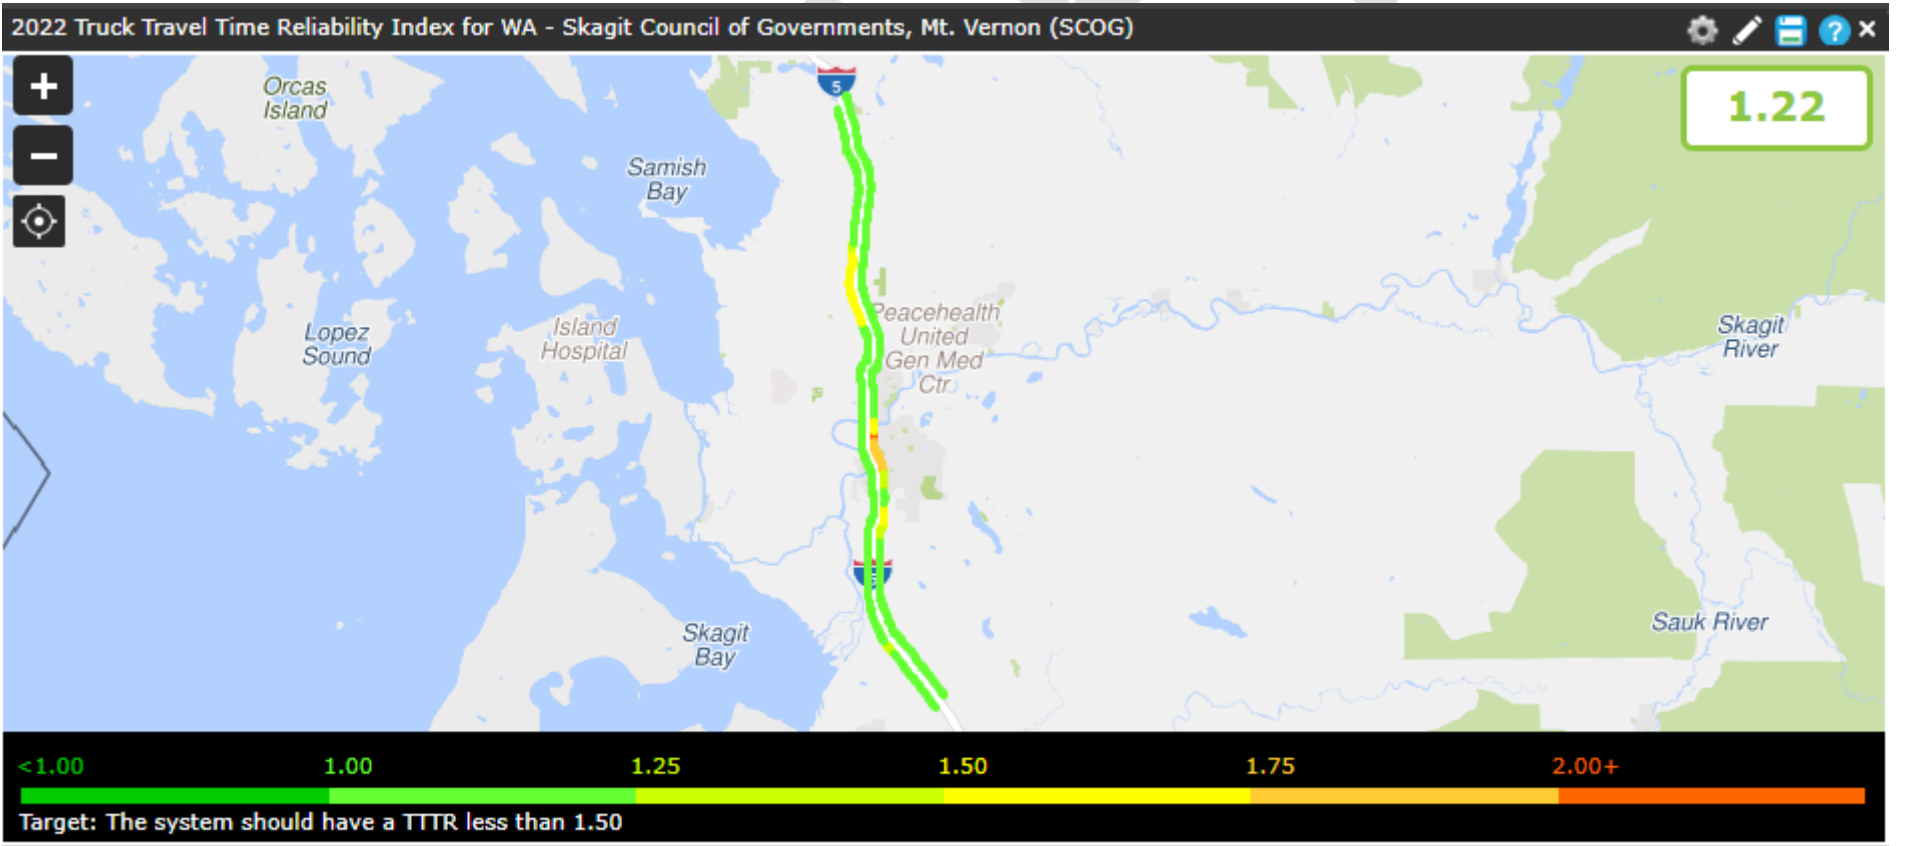 2022 Truck Travel Time Reliability Index for WA - Skagit Council of Governments, Mt. Vernon (SCOG)
?
1.22
5
Orcas
Island
Samish
Bay
Peacehealth
United
Gen Med
Ctr
Island
Hospital
Lopez
Sound
Skagit
River
Skagit
Bay
Sauk River
<1.00 1.00 1.25 1.50 1.75 2.00+
Target: The system should have a TTTR less than 1.50